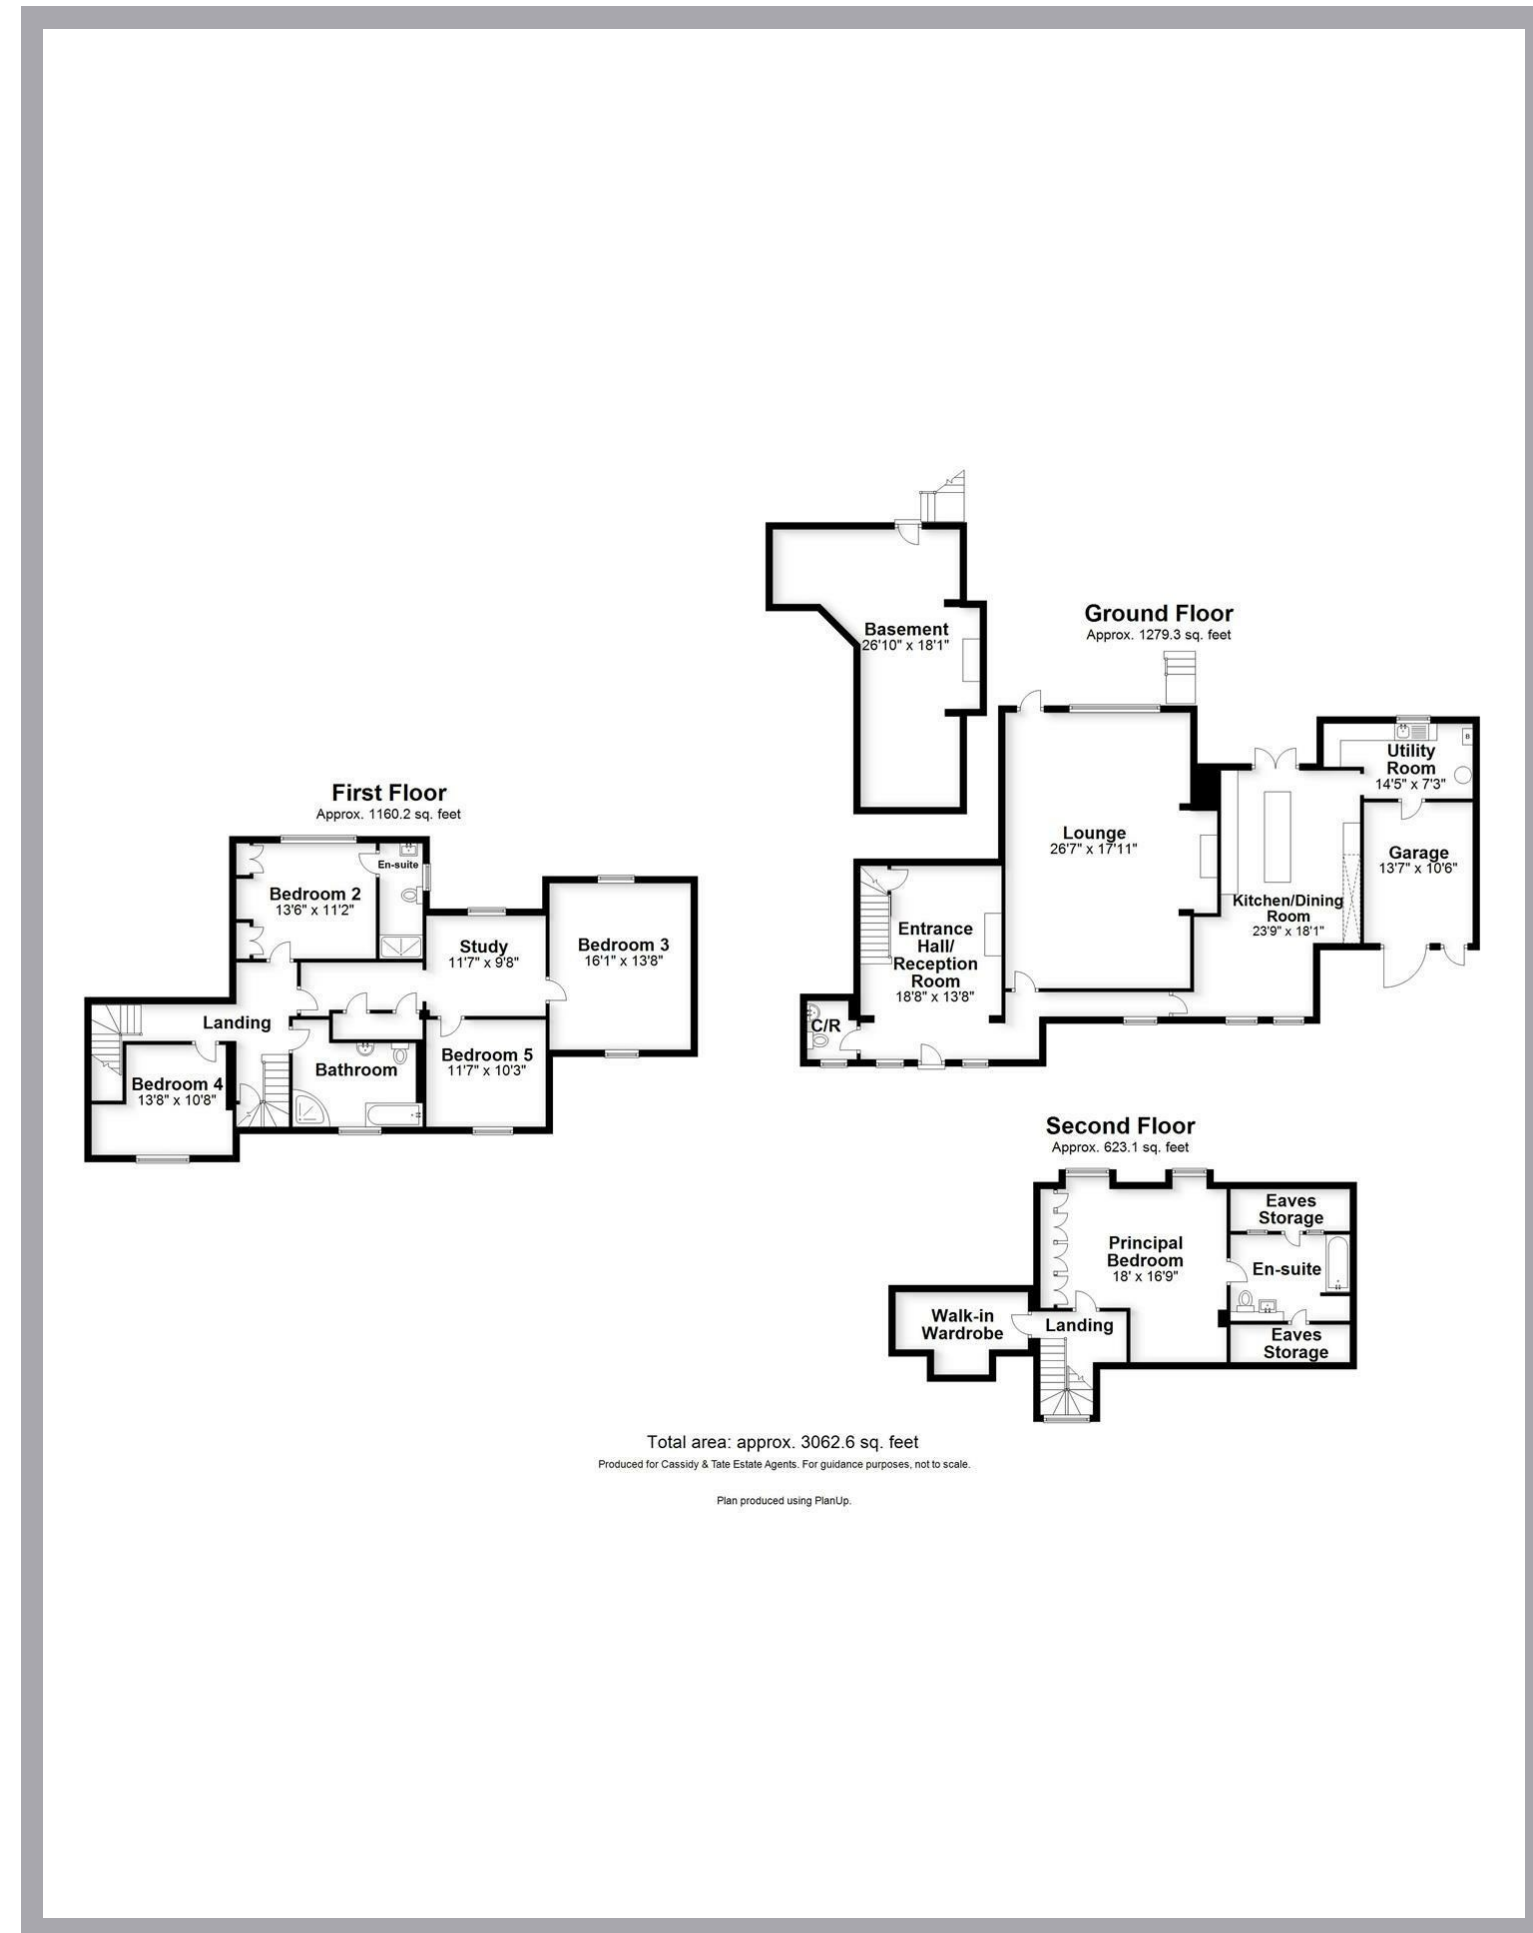 Basement
26'10" x 18'1"
Ground Floor
Approx. 1279.3 sq. feet
Utility
Room
14'5" x 7'3"
B
Lounge
26'7" x 17'11"
Garage
13'7" x 10'6"
Kitchen/Dining
Room
23'9" x 18'1"
Entrance
Hall/
Reception
Room
18'8" x 13'8"
C/R
First Floor
Approx. 1160.2 sq. feet
En-suite
Bedroom 2
13'6" x 11'2"
Study
11'7" x 9'8"
Bedroom 3
16'1" x 13'8"
Landing
Bedroom 5
11'7" x 10'3"
Bathroom
Bedroom 4
13'8" x 10'8"
Second Floor
Approx. 623.1 sq. feet
Eaves
Storage
Principal
Bedroom
18' x 16'9"
En-suite
Walk-in
Wardrobe
Landing
Eaves
Storage
Total area: approx. 3062.6 sq. feet
Produced for Cassidy & Tate Estate Agents. For guidance purposes, not to scale.
Plan produced using PlanUp.